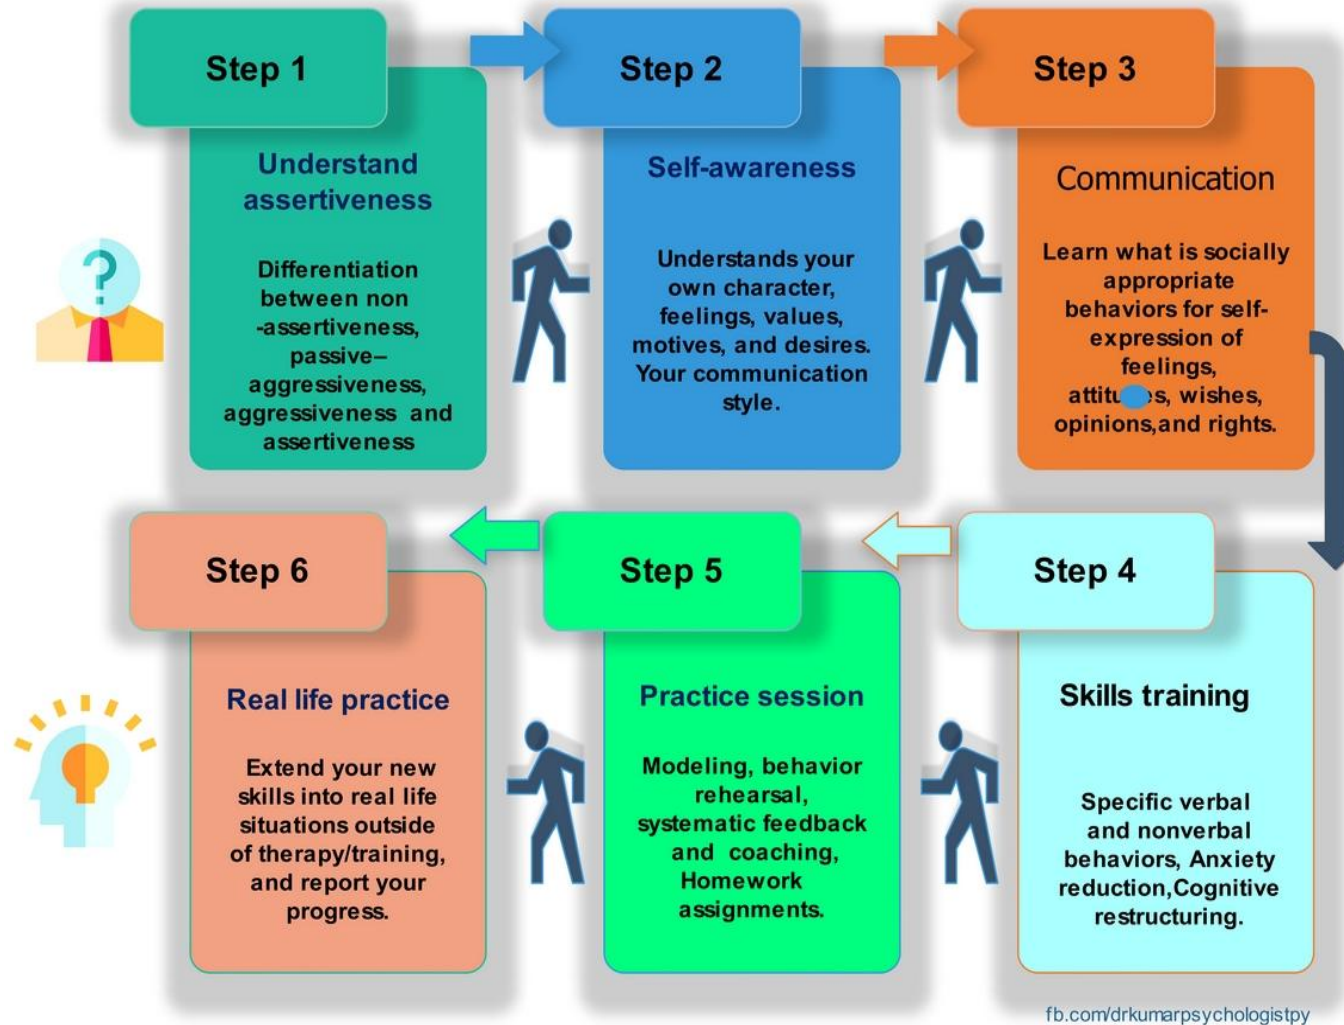 Step 1
Understand
assertiveness
Differentiation
between non
-assertiveness,
passive–
aggressiveness,
aggressiveness and
assertiveness
Step 2
Self-awareness
Understands your
own character,
feelings, values,
motives, and desires.
Your communication
style.
Step 3
Communication
Learn what is socially
appropriate
behaviors for self-
expression of
feelings,
wishes,
opinions,and rights.
Step 4
Skills training
Specific verbal
and nonverbal
behaviors, Anxiety
reduction,Cognitive
restructuring.
Step 5
Practice session
Modeling, behavior
rehearsal,
systematic feedback
and coaching,
Homework
assignments.
Step 6
Real life practice
Extend your new
skills into real life
situations outside
of therapy/training,
and report your
progress.
?
fb.com/drkumarpsychologistpy